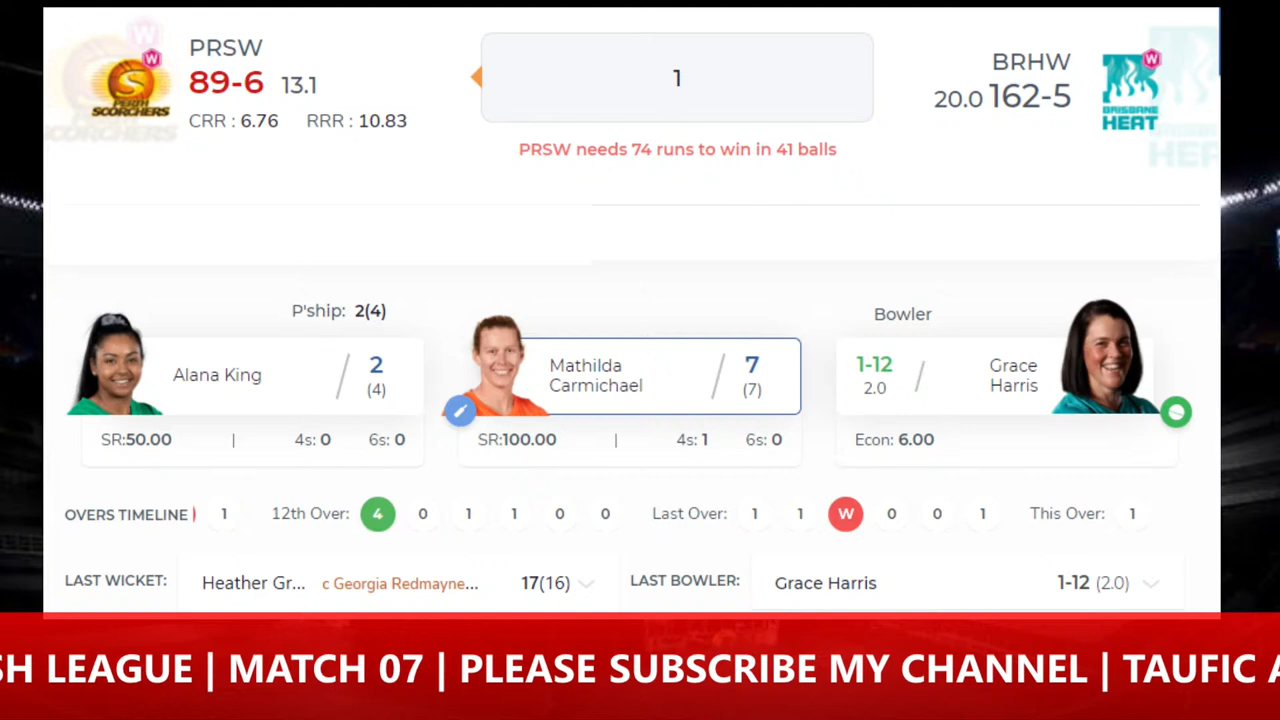 W
PERTH
SCORCHERS
PRSW
89-6 13.1
CRR : 6.76 RRR : 10.83
1
PRSW needs 74 runs to win in 41 balls
BRHW
20.0 162-5
W
BRISBANE
HEAT
P'ship: 2(4)
Alana King
2
(4)
SR:50.00 | 4s: 0 6s: 0
Mathilda
Carmichael
7
(7)
SR:100.00 | 4s: 1 6s: 0
Bowler
1-12
2.0
Grace
Harris
Econ: 6.00
OVERS TIMELINE 1 12th Over: 4 0 1 1 0 0 Last Over: 1 1 W 0 0 1 This Over: 1
LAST WICKET: Heather Gr... c Georgia Redmayne... 17(16) LAST BOWLER: Grace Harris 1-12 (2.0)
SH LEAGUE | MATCH 07 | PLEASE SUBSCRIBE MY CHANNEL | TAUFIC A